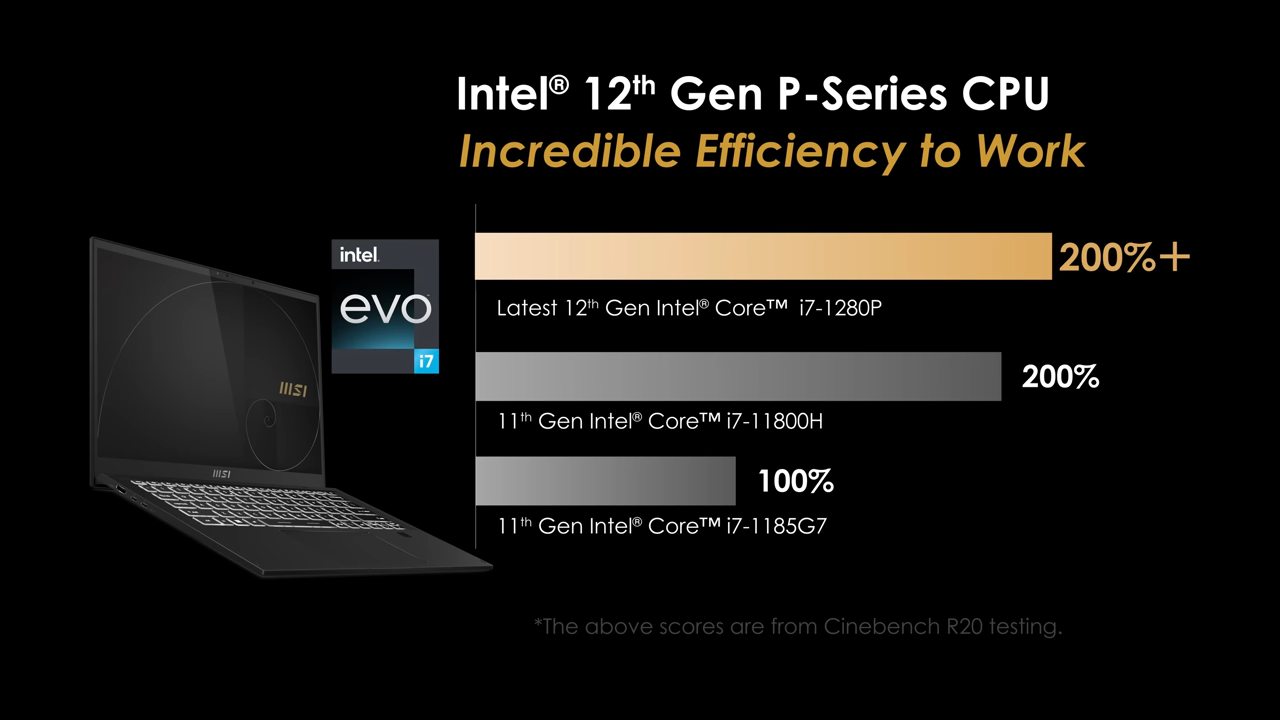 Intel® 12th Gen P-Series CPU
Incredible Efficiency to Work
intel.
evo
i7
msi
msi
200%+
Latest 12th Gen Intel® Core™ i7-1280P
200%
11th Gen Intel® Core™ i7-11800H
100%
11th Gen Intel® Core™ i7-1185G7
*The above scores are from Cinebench R20 testing.